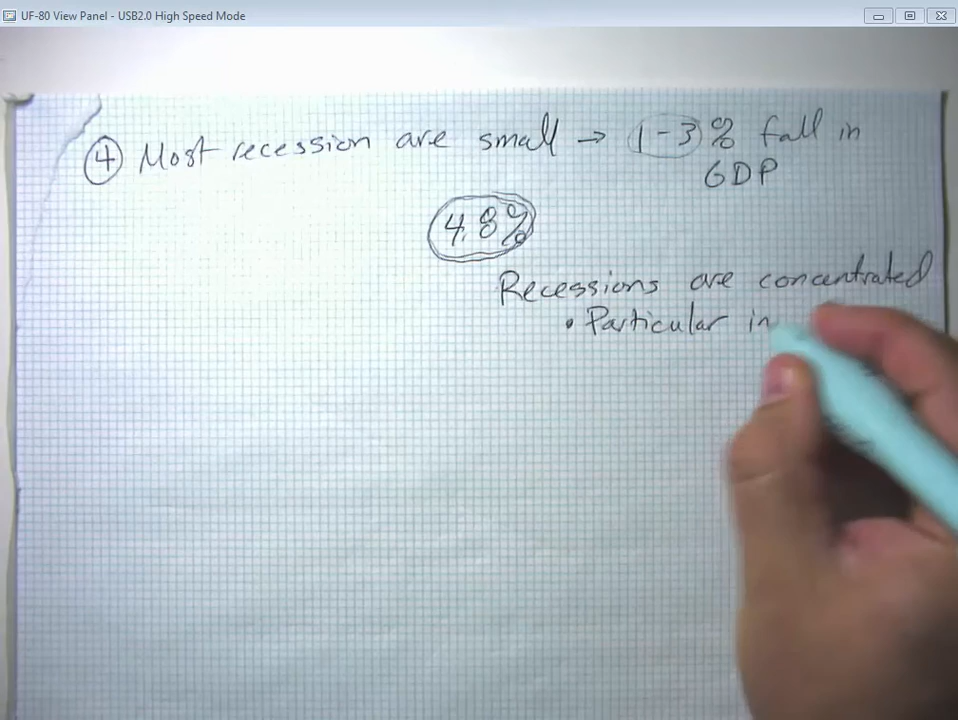 UF-80 View Panel - USB2.0 High Speed Mode
④ Most recession are small → 1-3% fall in
GDP
4.8%
Recessions are concentrated
• Particular in